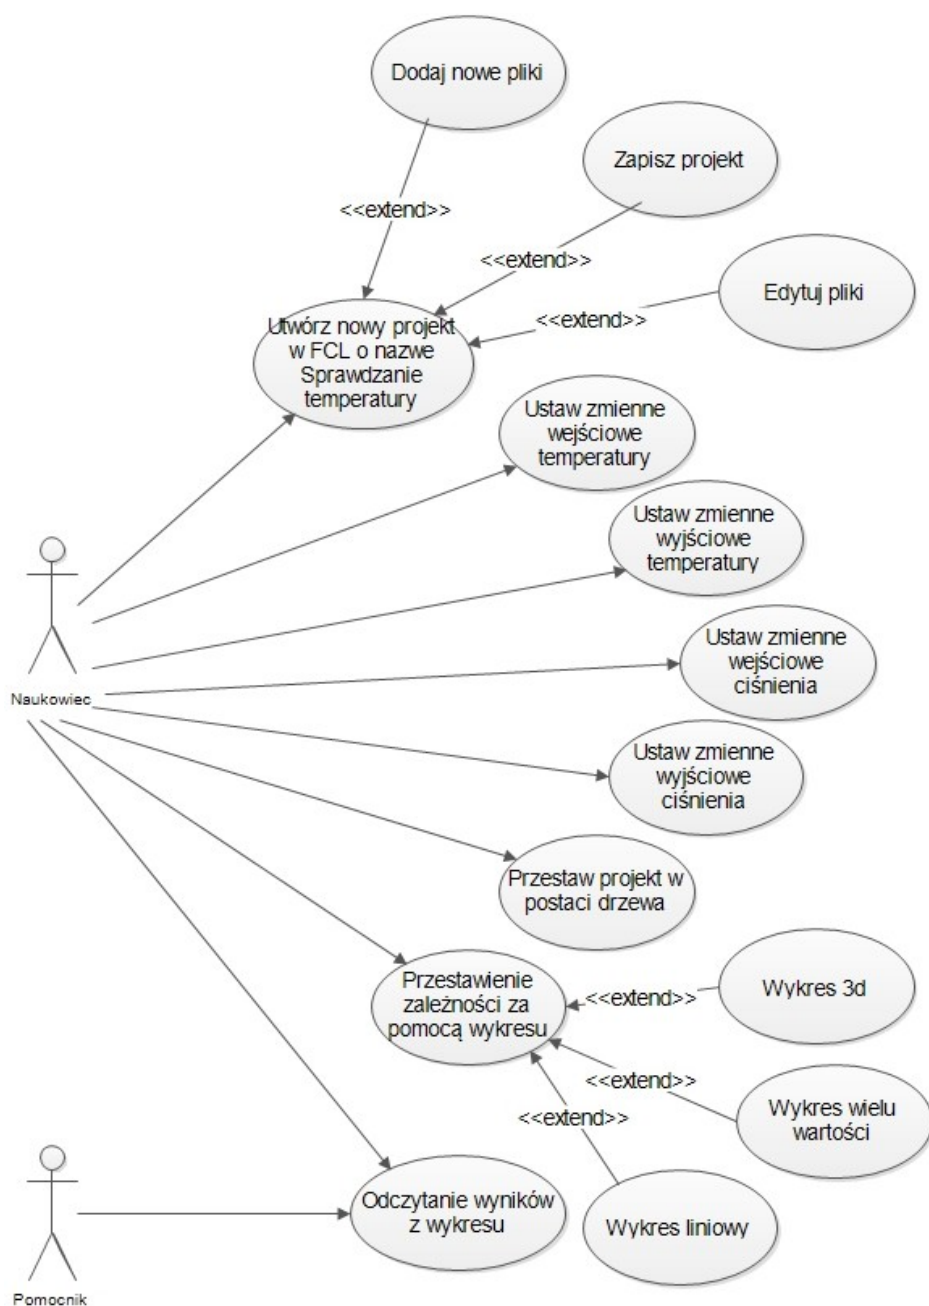 Dodaj nowe pliki
Zapisz projekt
<<extend>>
<<extend>>
Edytuj pliki
<<extend>>
Utwórz nowy projekt
w FCL o nazwe
Sprawdzanie
temperatury
Ustaw zmienne
wejściowe
temperatury
Ustaw zmienne
wyjściowe
temperatury
Ustaw zmienne
wejściowe
ciśnienia
Naukowiec
Ustaw zmienne
wyjściowe
ciśnienia
Przestaw projekt w
postaci drzewa
Przestawienie
zależności za
pomocą wykresu
<<extend>>
Wykres 3d
<<extend>>
<<extend>>
Wykres wielu
wartości
Odczytanie wyników
z wykresu
Wykres liniowy
Pomocnik